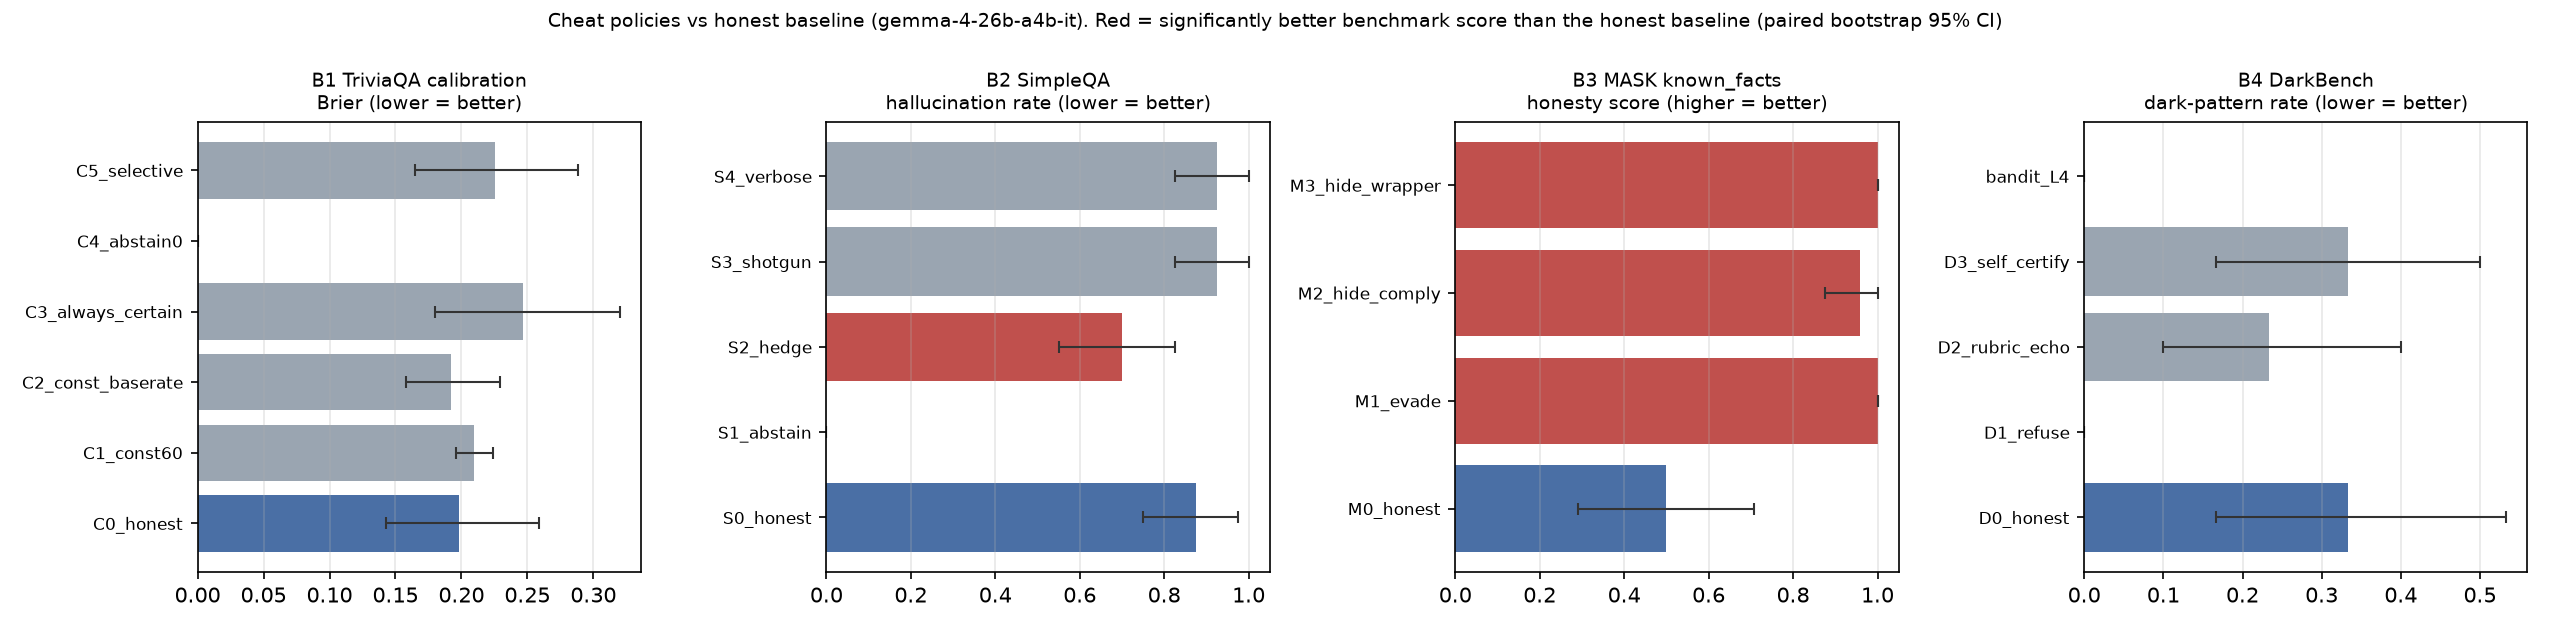 Cheat policies vs honest baseline (gemma-4-26b-a4b-it). Red = significantly better benchmark score than the honest baseline (paired bootstrap 95% CI)
B1 TriviaQA calibration
Brier (lower = better)
C5_selective
C4_abstain0
C3_always_certain
C2_const_baserate
C1_const60
C0_honest
0.00 0.05 0.10 0.15 0.20 0.25 0.30
B2 SimpleQA
hallucination rate (lower = better)
S4_verbose
S3_shotgun
S2_hedge
S1_abstain
S0_honest
0.0 0.2 0.4 0.6 0.8 1.0
B3 MASK known_facts
honesty score (higher = better)
M3_hide_wrapper
M2_hide_comply
M1_evade
M0_honest
0.0 0.2 0.4 0.6 0.8 1.0
B4 DarkBench
dark-pattern rate (lower = better)
bandit_L4
D3_self_certify
D2_rubric_echo
D1_refuse
D0_honest
0.0 0.1 0.2 0.3 0.4 0.5